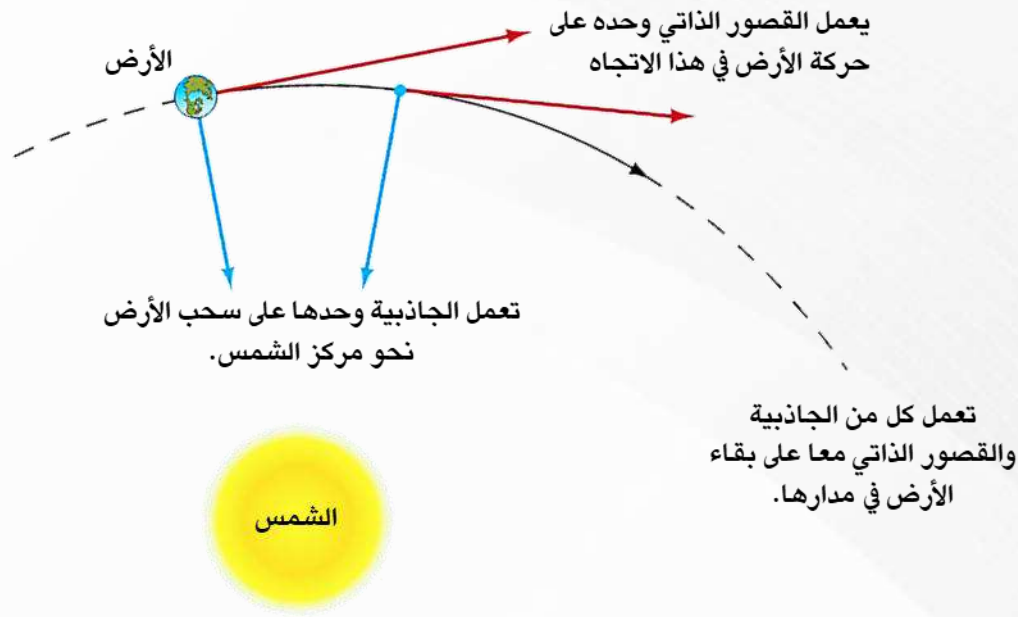 يعمل القصور الذاتي وحده على
حركة الأرض في هذا الاتجاه
الأرض
تعمل الجاذبية وحدها على سحب الأرض
نحو مركز الشمس.
تعمل كل من الجاذبية
والقصور الذاتي معا على بقاء
الأرض في مدارها.
الشمس